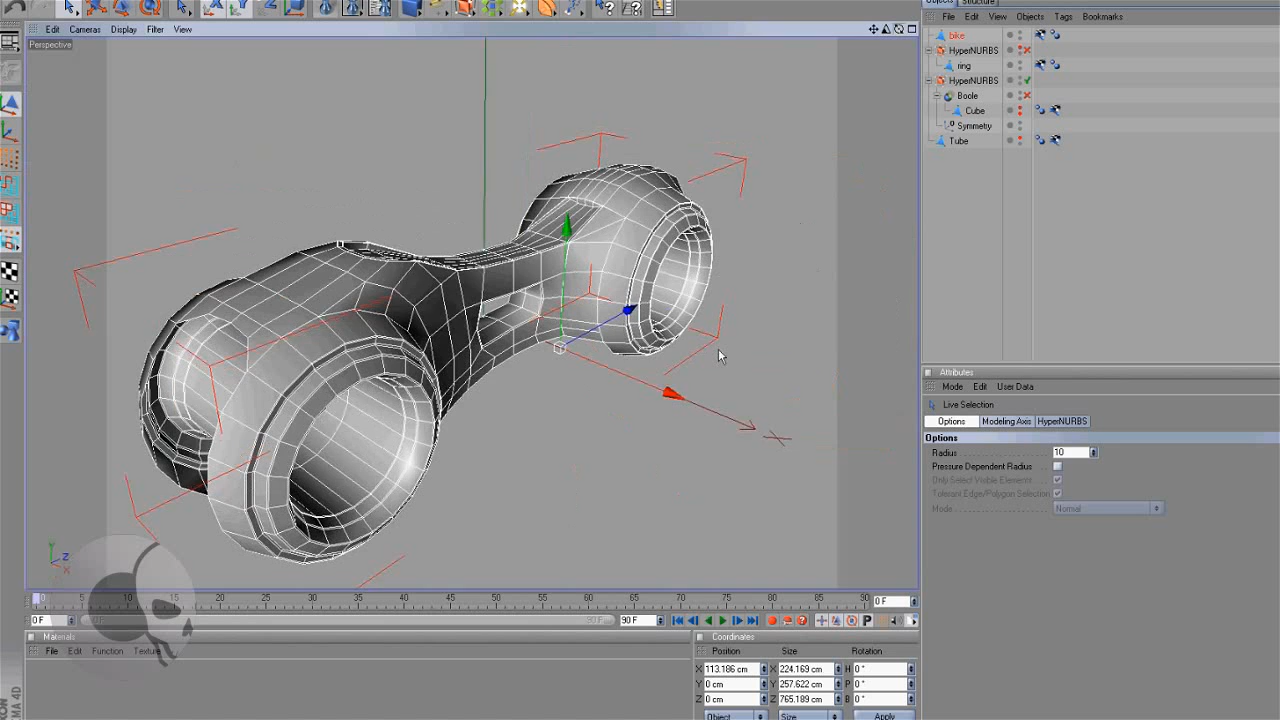 Objects Structure
Edit Cameras Display Filter View
File Edit View Objects Tags Bookmarks
Perspective
bike
HyperNURBS
ring
HyperNURBS
Boole
Cube
Symmetry
Tube
X
Y
Z
X
Attributes
Mode Edit User Data
Live Selection
Options Modeling Axis HyperNURBS
Options
Radius 10
Pressure Dependent Radius
Only Select Visible Elements
Tolerant Edge/Polygon Selection
Mode Normal
0 5 10 15 20 25 30 35 40 45 50 55 60 65 70 75 80 85 90 0 F
0 F 0 F 90 F 90 F
Materials
File Edit Function Texture
Coordinates
Position Size Rotation
X 113.186 cm X 224.169 cm H 0 °
Y 0 cm Y 257.622 cm P 0 °
Z 0 cm Z 765.189 cm B 0 °
Object Size Apply